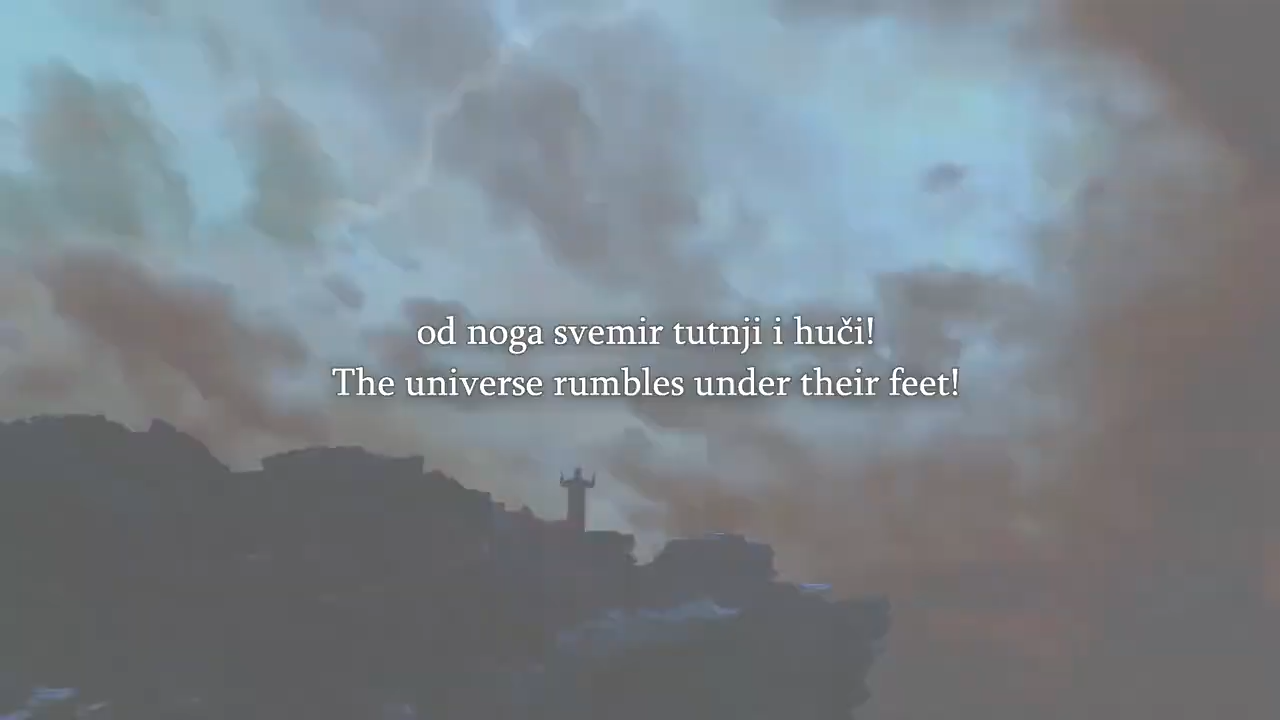 od noga svemir tutnji i huči!
The universe rumbles under their feet!